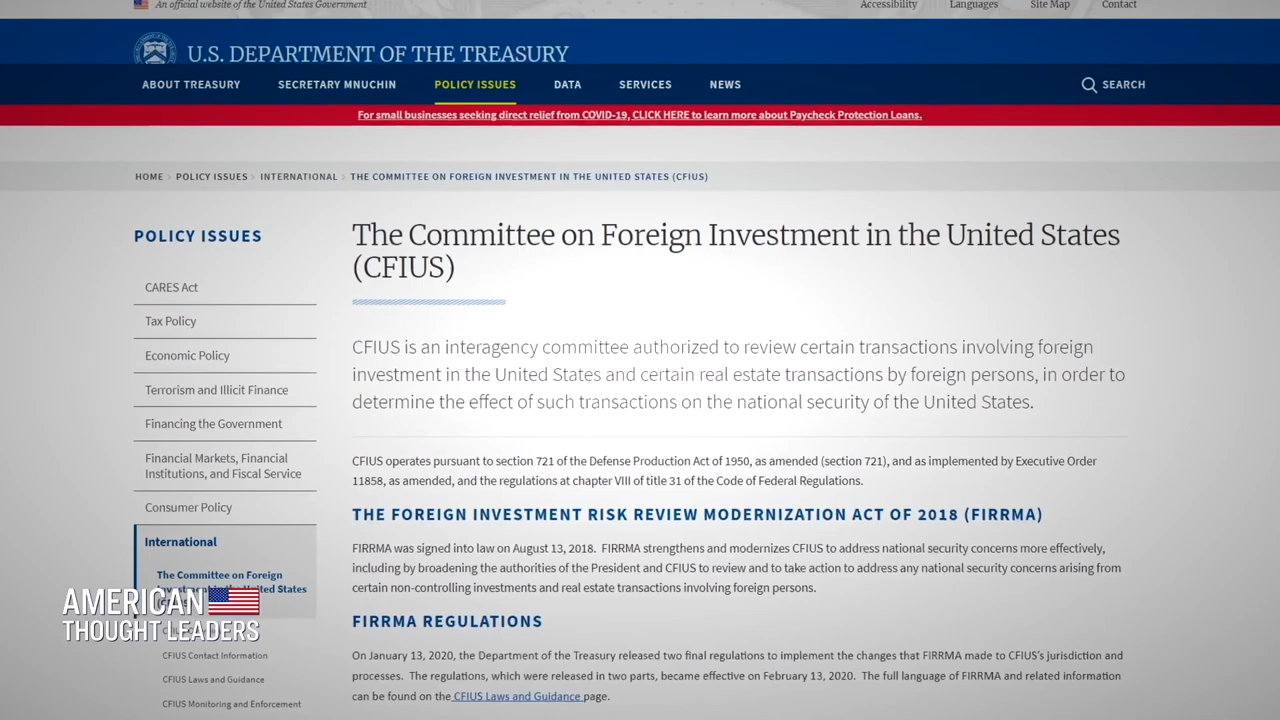 An official website of the United States Government
Accessibility Languages Site Map Contact
U.S. DEPARTMENT OF THE TREASURY
ABOUT TREASURY SECRETARY MNUCHIN POLICY ISSUES DATA SERVICES NEWS SEARCH
For small businesses seeking direct relief from COVID-19, CLICK HERE to learn more about Paycheck Protection Loans.
HOME > POLICY ISSUES > INTERNATIONAL > THE COMMITTEE ON FOREIGN INVESTMENT IN THE UNITED STATES (CFIUS)
POLICY ISSUES
CARES Act
Tax Policy
Economic Policy
Terrorism and Illicit Finance
Financing the Government
Financial Markets, Financial
Institutions, and Fiscal Service
Consumer Policy
International
The Committee on Foreign
United States
AMERICAN
THOUGHT LEADERS
CFIUS Contact Information
CFIUS Laws and Guidance
CFIUS Monitoring and Enforcement
The Committee on Foreign Investment in the United States
(CFIUS)
CFIUS is an interagency committee authorized to review certain transactions involving foreign
investment in the United States and certain real estate transactions by foreign persons, in order to
determine the effect of such transactions on the national security of the United States.
CFIUS operates pursuant to section 721 of the Defense Production Act of 1950, as amended (section 721), and as implemented by Executive Order
11858, as amended, and the regulations at chapter VIII of title 31 of the Code of Federal Regulations.
THE FOREIGN INVESTMENT RISK REVIEW MODERNIZATION ACT OF 2018 (FIRRMA)
FIRRMA was signed into law on August 13, 2018. FIRRMA strengthens and modernizes CFIUS to address national security concerns more effectively,
including by broadening the authorities of the President and CFIUS to review and to take action to address any national security concerns arising from
certain non-controlling investments and real estate transactions involving foreign persons.
FIRRMA REGULATIONS
On January 13, 2020, the Department of the Treasury released two final regulations to implement the changes that FIRRMA made to CFIUS's jurisdiction and
processes. The regulations, which were released in two parts, became effective on February 13, 2020. The full language of FIRRMA and related information
can be found on the CFIUS Laws and Guidance page.